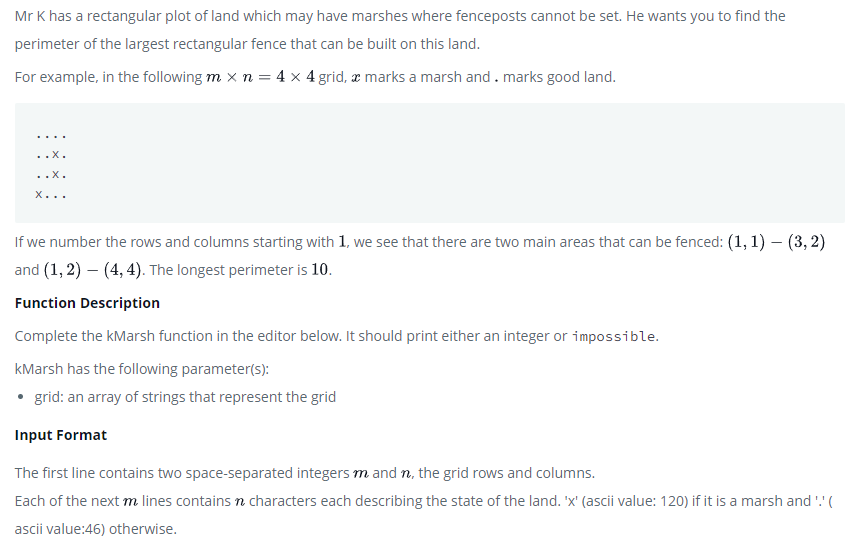 Mr K has a rectangular plot of land which may have marshes where fenceposts cannot be set. He wants you to find the
perimeter of the largest rectangular fence that can be built on this land.
For example, in the following m × n = 4 × 4 grid, x marks a marsh and . marks good land.
....
..x.
..x.
x...
If we number the rows and columns starting with 1, we see that there are two main areas that can be fenced: (1, 1) − (3, 2)
and (1, 2) − (4, 4). The longest perimeter is 10.
Function Description
Complete the kMarsh function in the editor below. It should print either an integer or impossible.
kMarsh has the following parameter(s):
• grid: an array of strings that represent the grid
Input Format
The first line contains two space-separated integers m and n, the grid rows and columns.
Each of the next m lines contains n characters each describing the state of the land. 'x' (ascii value: 120) if it is a marsh and '.' (
ascii value:46) otherwise.